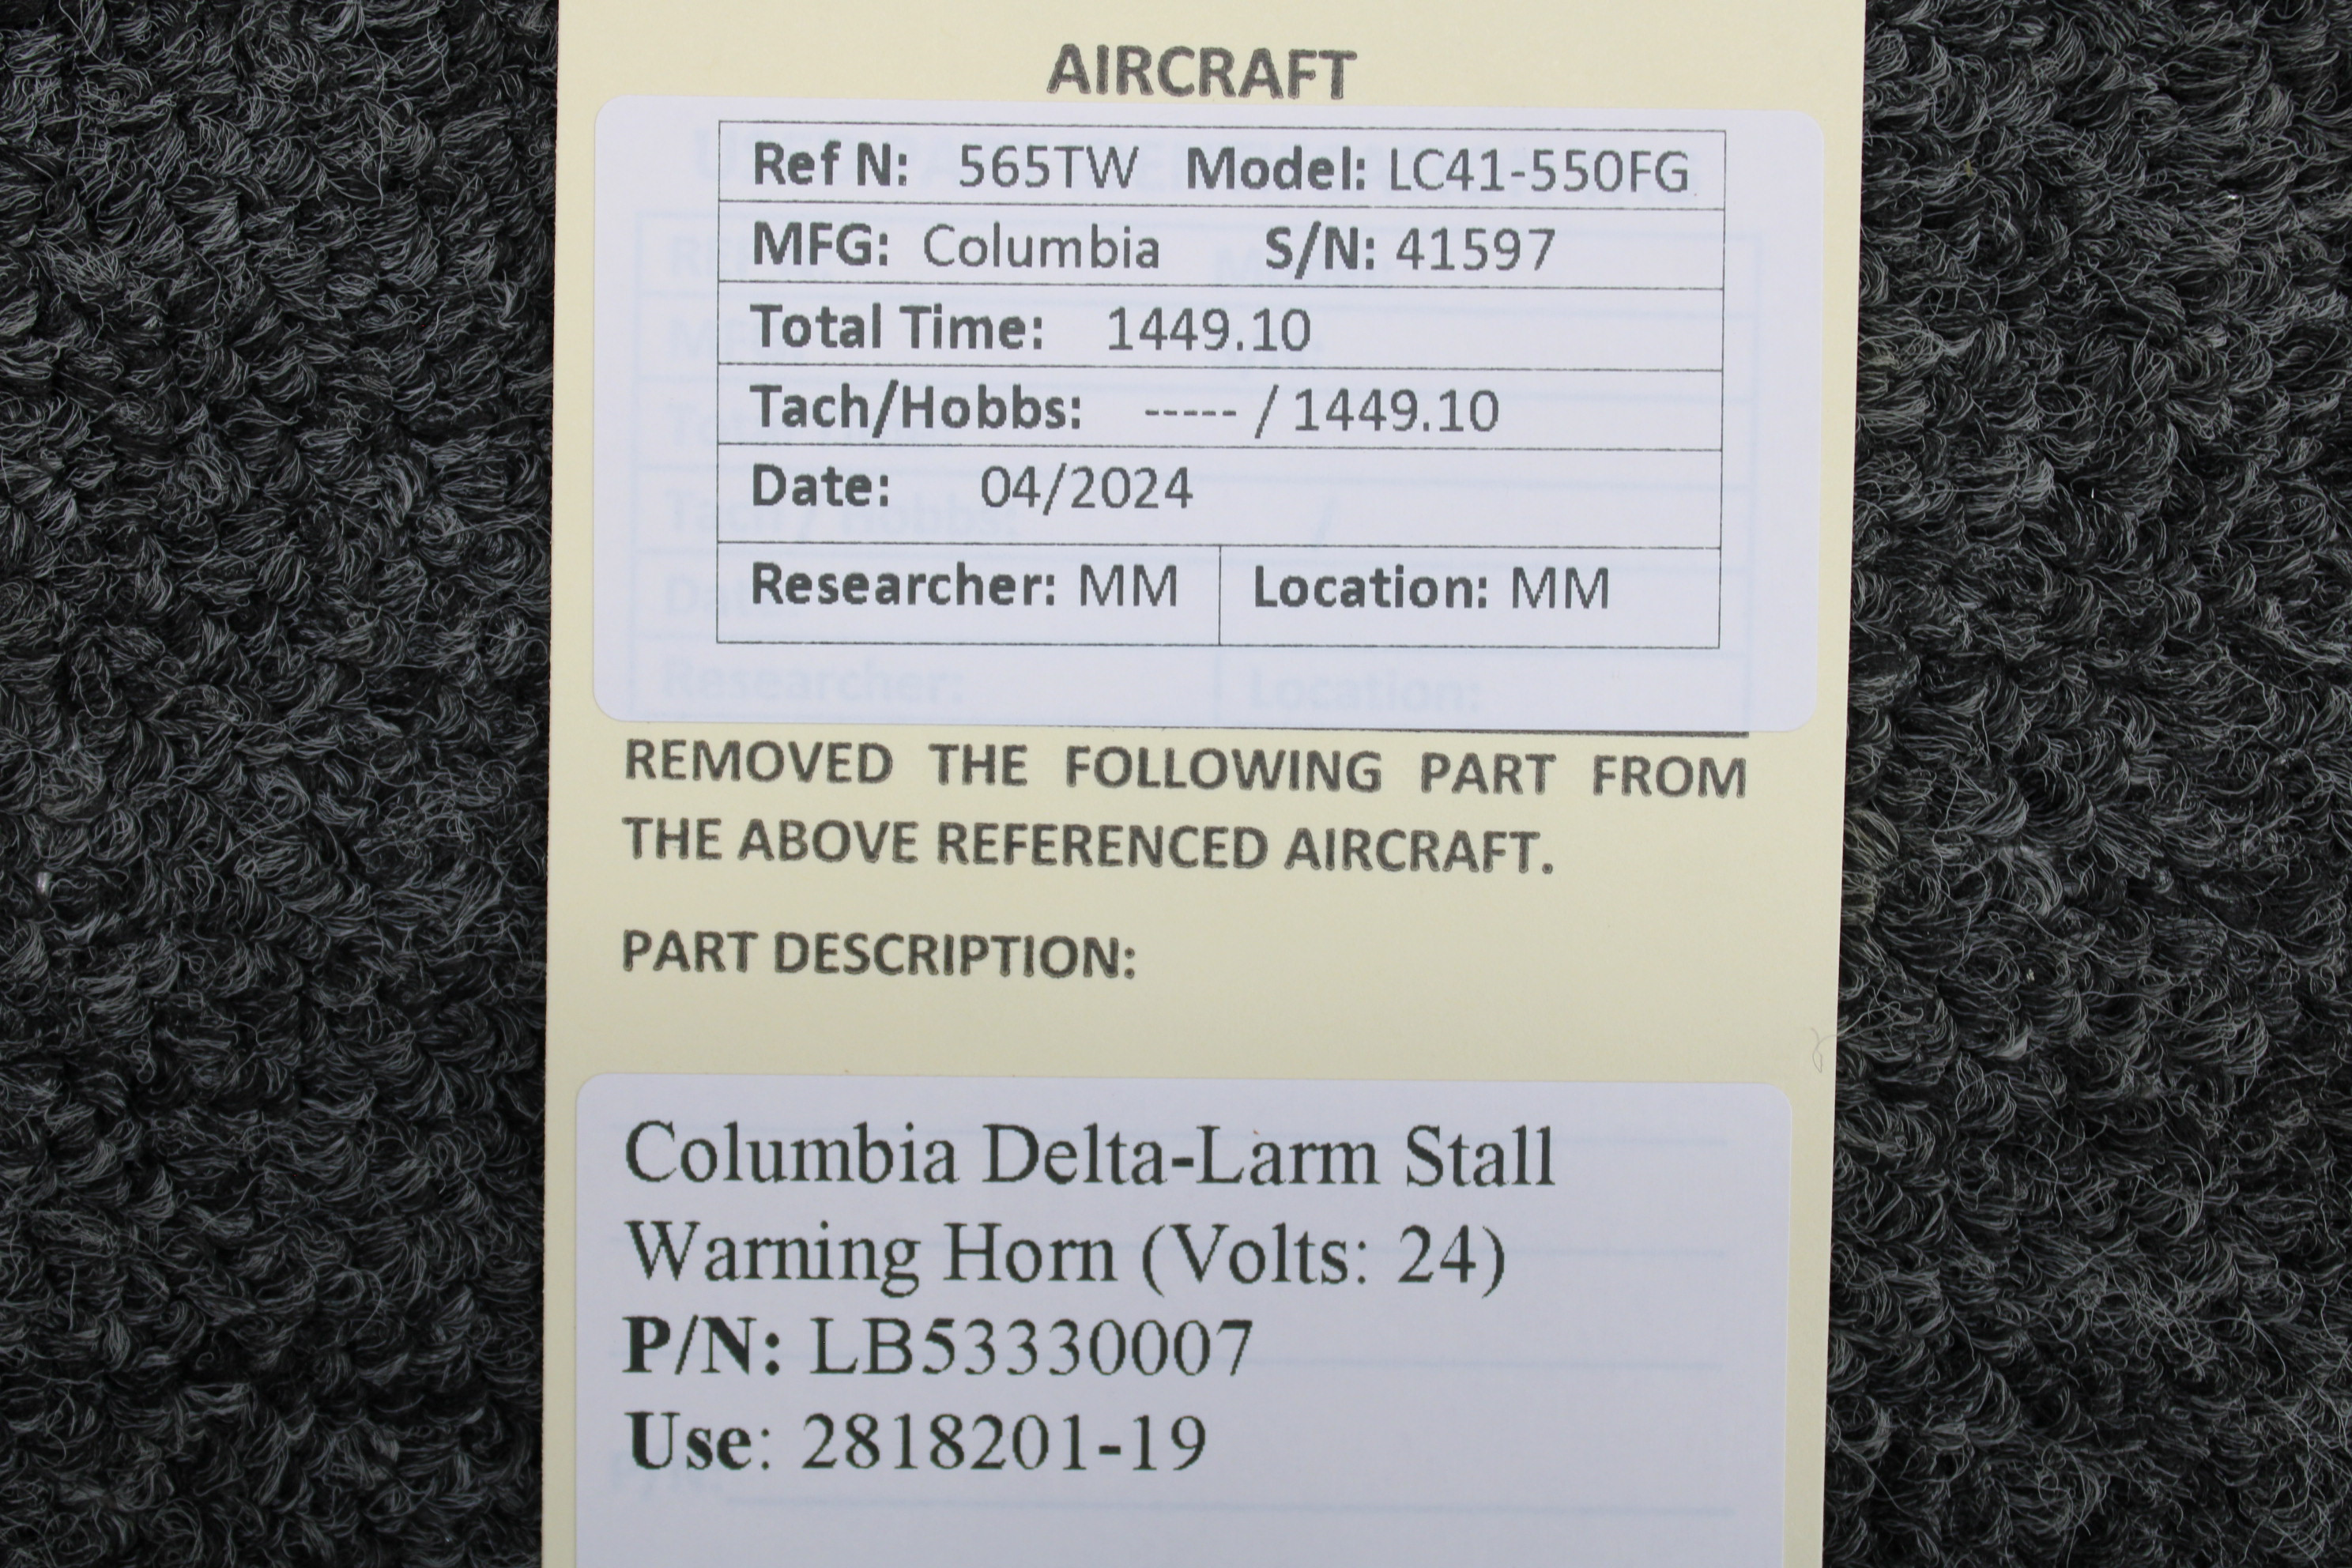 AIRCRAFT
Ref N: 565TW Model: LC41-550FG
MFG: Columbia S/N: 41597
Total Time: 1449.10
Tach/Hobbs: ----- / 1449.10
Date: 04/2024
Researcher: MM Location: MM
Researcher: Location:
REMOVED THE FOLLOWING PART FROM
THE ABOVE REFERENCED AIRCRAFT.
PART DESCRIPTION:
Columbia Delta-Larm Stall
Warning Horn (Volts: 24)
P/N: LB53330007
Use: 2818201-19
P/N: